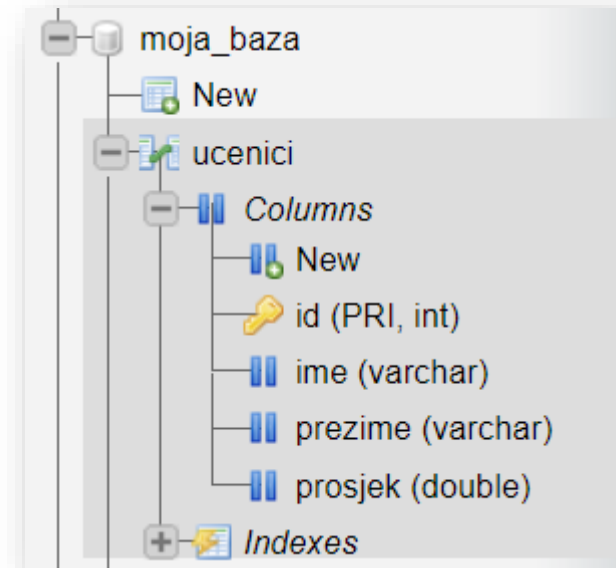 moja_baza
New
ucenici
Columns
New
id (PRI, int)
ime (varchar)
prezime (varchar)
prosjek (double)
Indexes